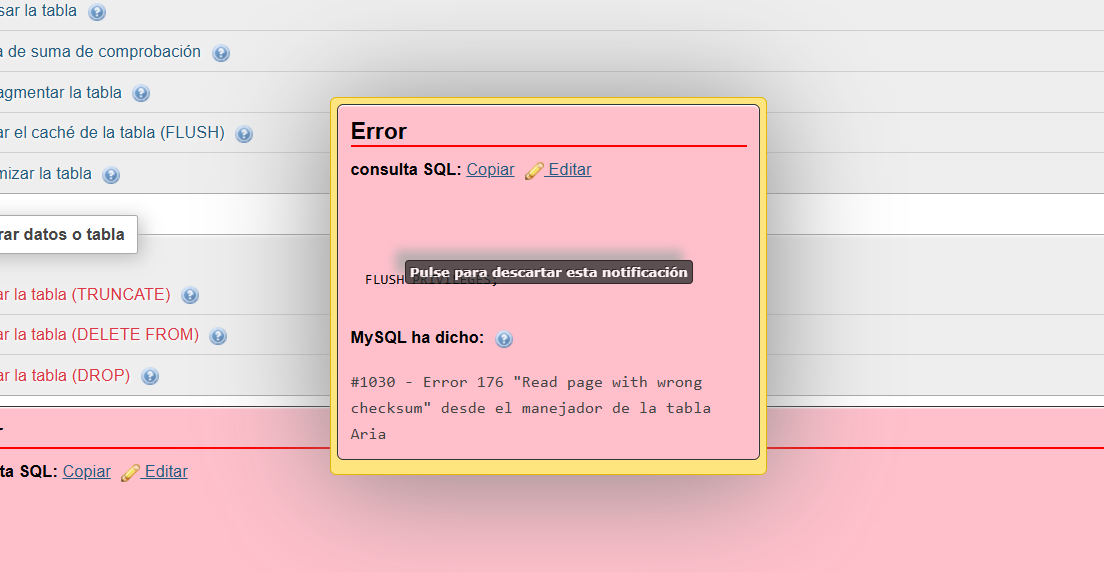 sar la tabla
a de suma de comprobación
agmentar la tabla
ar el caché de la tabla (FLUSH)
mizar la tabla
rar datos o tabla
ar la tabla (TRUNCATE)
ar la tabla (DELETE FROM)
ar la tabla (DROP)
Error
consulta SQL: Copiar Editar
Pulse para descartar esta notificación
FLUSH PRIVILEGES;
MySQL ha dicho:
#1030 - Error 176 "Read page with wrong
checksum" desde el manejador de la tabla
Aria
ta SQL: Copiar Editar